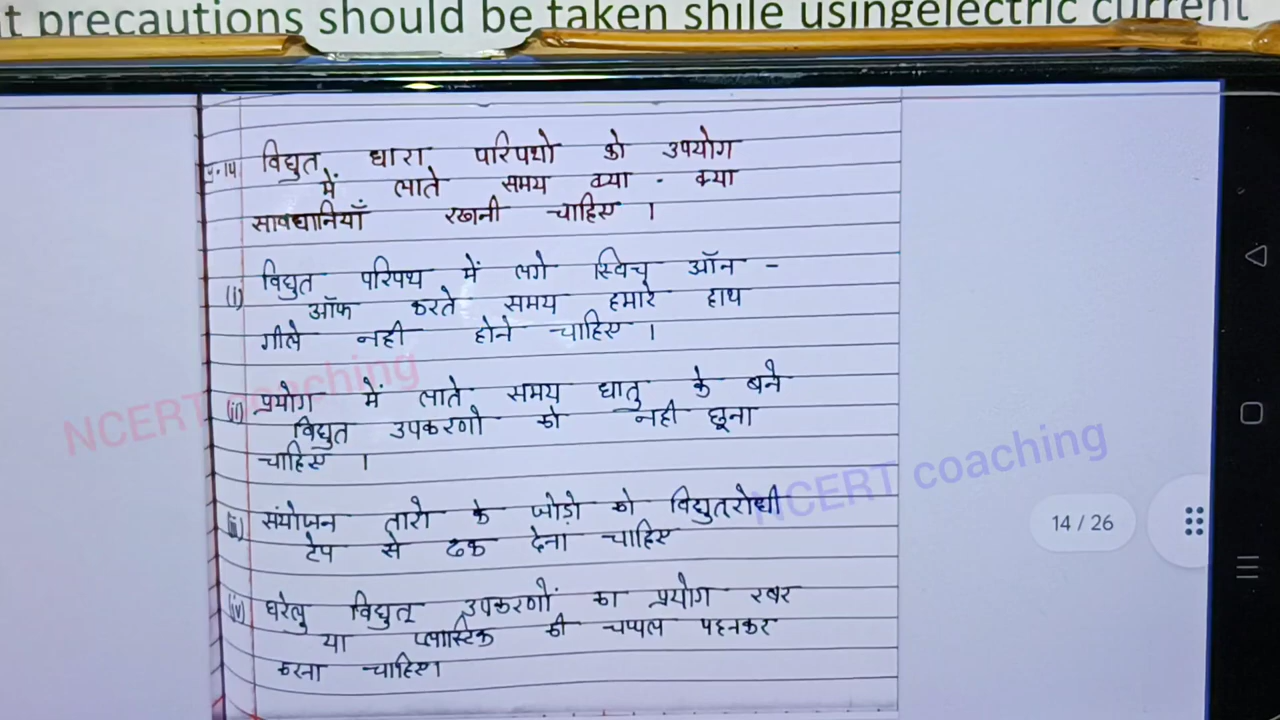 t precautions should be taken shile usingelectric current
प्र.14 विद्युत धारा परिपथो को उपयोग
में लाते समय क्या - क्या
सावधानियाँ रखनी चाहिए ।
(i) विद्युत परिपथ में लगे स्विच ऑन -
ऑफ करते समय हमारे हाथ
गीले नही होने चाहिए ।
(ii) प्रयोग में लाते समय धातु के बने
विद्युत उपकरणो को नही छूना
चाहिए ।
(iii) संयोजन तारो के जोड़ो को विद्युतरोधी
टेप से ढक देना चाहिए
(iv) घरेलु विद्युत उपकरणों का प्रयोग रबर
या प्लास्टिक की चप्पल पहनकर
करना चाहिए।
NCERT coaching
NCERT coaching
14 / 26